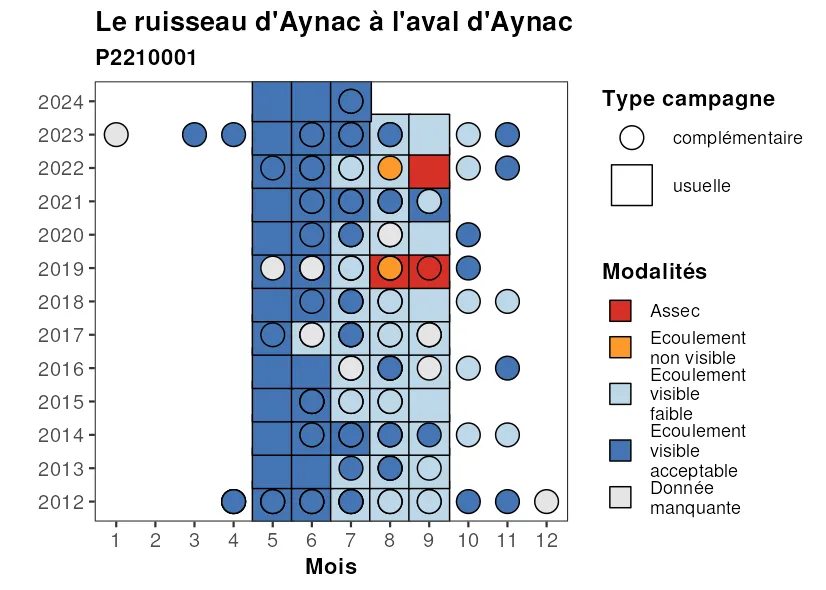 Le ruisseau d'Aynac à l'aval d'Aynac
P2210001
2024
2023
2022
2021
2020
2019
2018
2017
2016
2015
2014
2013
2012
1 2 3 4 5 6 7 8 9 10 11 12
Mois
Type campagne
complémentaire
usuelle
Modalités
Assec
Ecoulement
non visible
Ecoulement
visible
faible
Ecoulement
visible
acceptable
Donnée
manquante